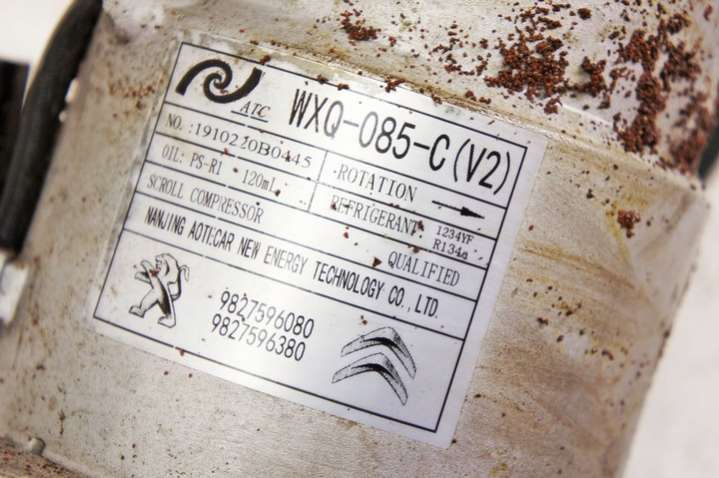 ATC WXQ-085-C(V2)
NO.:1910220B0445
ROTATION
OIL: PS-R1 120ml
REFRIGERANT: 1234YF
R134a
SCROLL COMPRESSOR QUALIFIED
NANJING AOTECAR NEW ENERGY TECHNOLOGY CO., LTD.
9827596080
9827596380